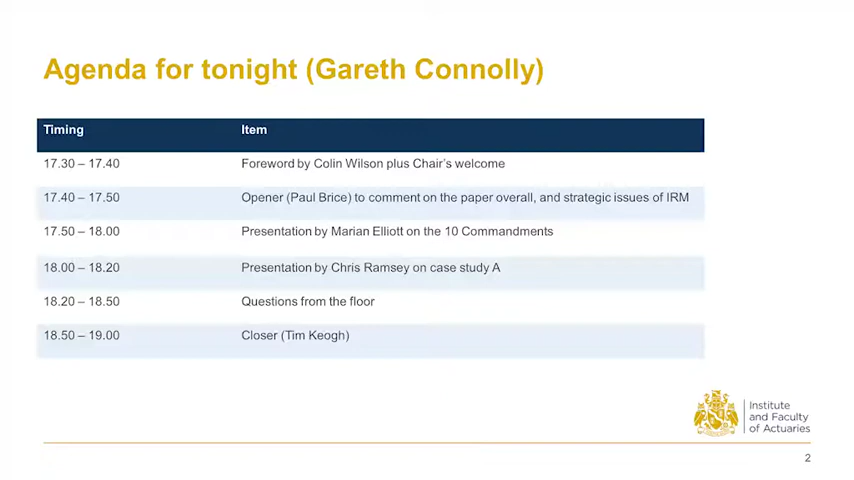 Agenda for tonight (Gareth Connolly)
Timing Item
17.30 – 17.40 Foreword by Colin Wilson plus Chair's welcome
17.40 – 17.50 Opener (Paul Brice) to comment on the paper overall, and strategic issues of IRM
17.50 – 18.00 Presentation by Marian Elliott on the 10 Commandments
18.00 – 18.20 Presentation by Chris Ramsey on case study A
18.20 – 18.50 Questions from the floor
18.50 – 19.00 Closer (Tim Keogh)
Institute
and Faculty
of Actuaries
2